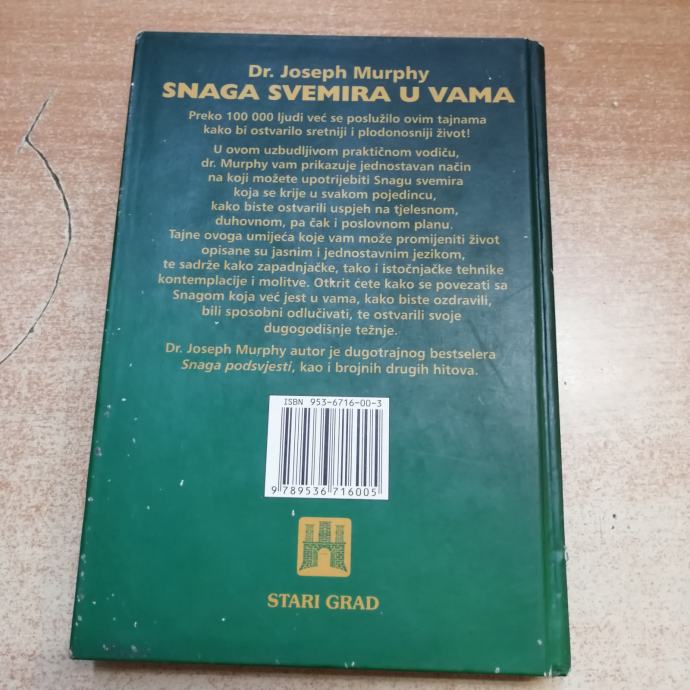 Dr. Joseph Murphy
SNAGA SVEMIRA U VAMA
Preko 100 000 ljudi već se poslužilo ovim tajnama
kako bi ostvarilo sretniji i plodonosniji život!
U ovom uzbudljivom praktičnom vodiču,
dr. Murphy vam prikazuje jednostavan način
na koji možete upotrijebiti Snagu svemira
koja se krije u svakom pojedincu,
kako biste ostvarili uspjeh na tjelesnom,
duhovnom, pa čak i poslovnom planu.
Tajne ovoga umijeća koje vam može promijeniti život
opisane su jasnim i jednostavnim jezikom,
te sadrže kako zapadnjačke, tako i istočnjačke tehnike
kontemplacije i molitve. Otkrit ćete kako se povezati sa
Snagom koja već jest u vama, kako biste ozdravili,
bili sposobni odlučivati, te ostvarili svoje
dugogodišnje težnje.
Dr. Joseph Murphy autor je dugotrajnog bestselera
Snaga podsvjesti, kao i brojnih drugih hitova.
ISBN 953-6716-00-3
9 789536 716005
STARI GRAD